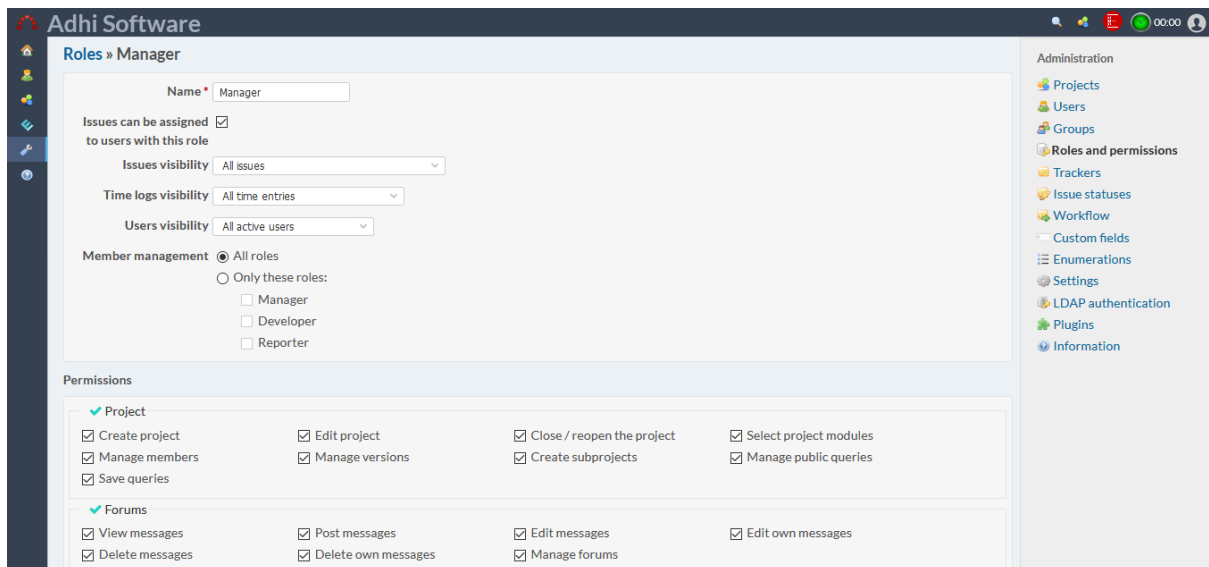 Adhi Software
00:00
Roles » Manager
Name * Manager
Issues can be assigned
to users with this role
Issues visibility All issues
Time logs visibility All time entries
Users visibility All active users
Member management All roles
Only these roles:
Manager
Developer
Reporter
Permissions
Project
Create project Edit project Close / reopen the project Select project modules
Manage members Manage versions Create subprojects Manage public queries
Save queries
Forums
View messages Post messages Edit messages Edit own messages
Delete messages Delete own messages Manage forums
Administration
Projects
Users
Groups
Roles and permissions
Trackers
Issue statuses
Workflow
Custom fields
Enumerations
Settings
LDAP authentication
Plugins
Information